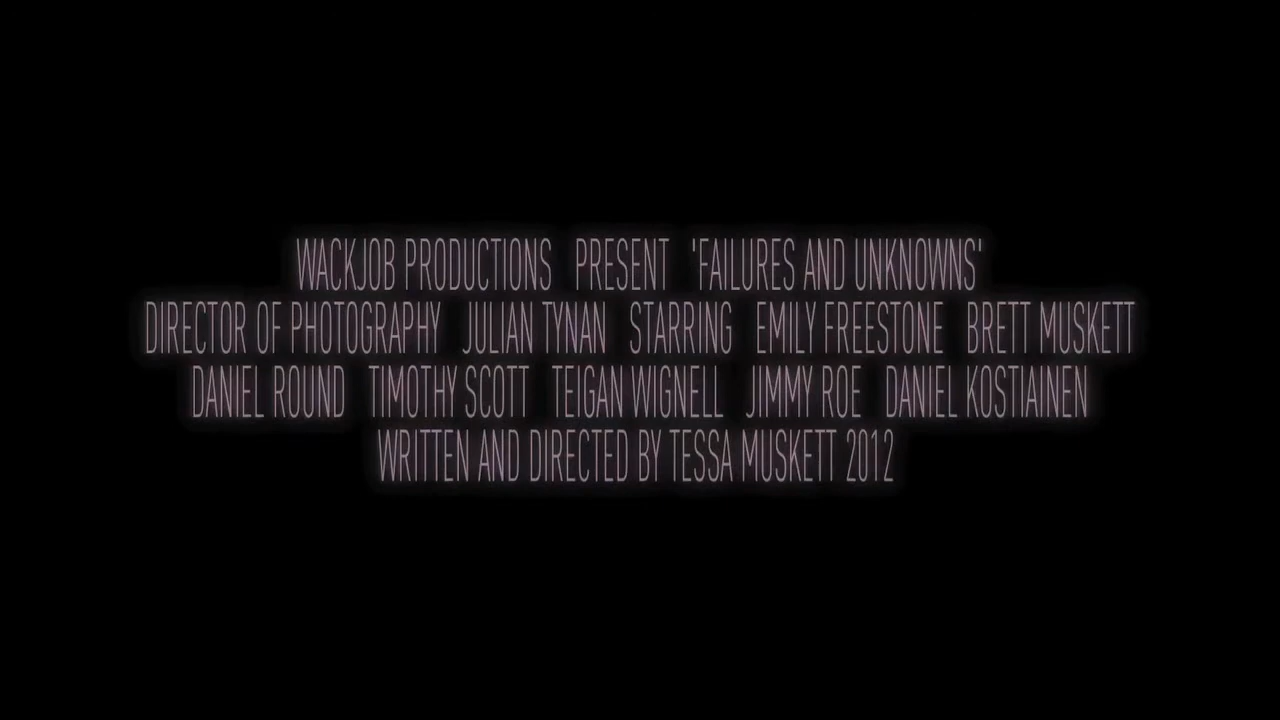 WACKJOB PRODUCTIONS PRESENT 'FAILURES AND UNKNOWNS'
DIRECTOR OF PHOTOGRAPHY JULIAN TYNAN STARRING EMILY FREESTONE BRETT MUSKETT
DANIEL ROUND TIMOTHY SCOTT TEIGAN WIGNELL JIMMY ROE DANIEL KOSTIAINEN
WRITTEN AND DIRECTED BY TESSA MUSKETT 2012